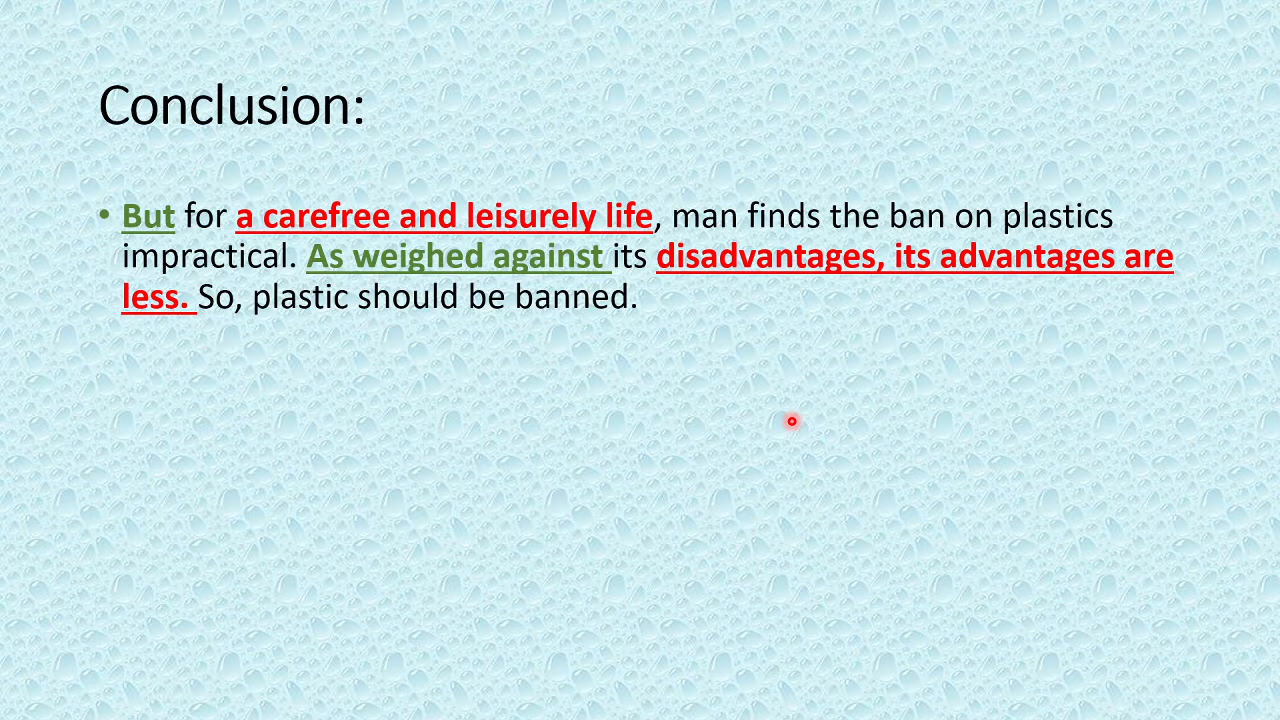 Conclusion:
• But for a carefree and leisurely life, man finds the ban on plastics
impractical. As weighed against its disadvantages, its advantages are
less. So, plastic should be banned.